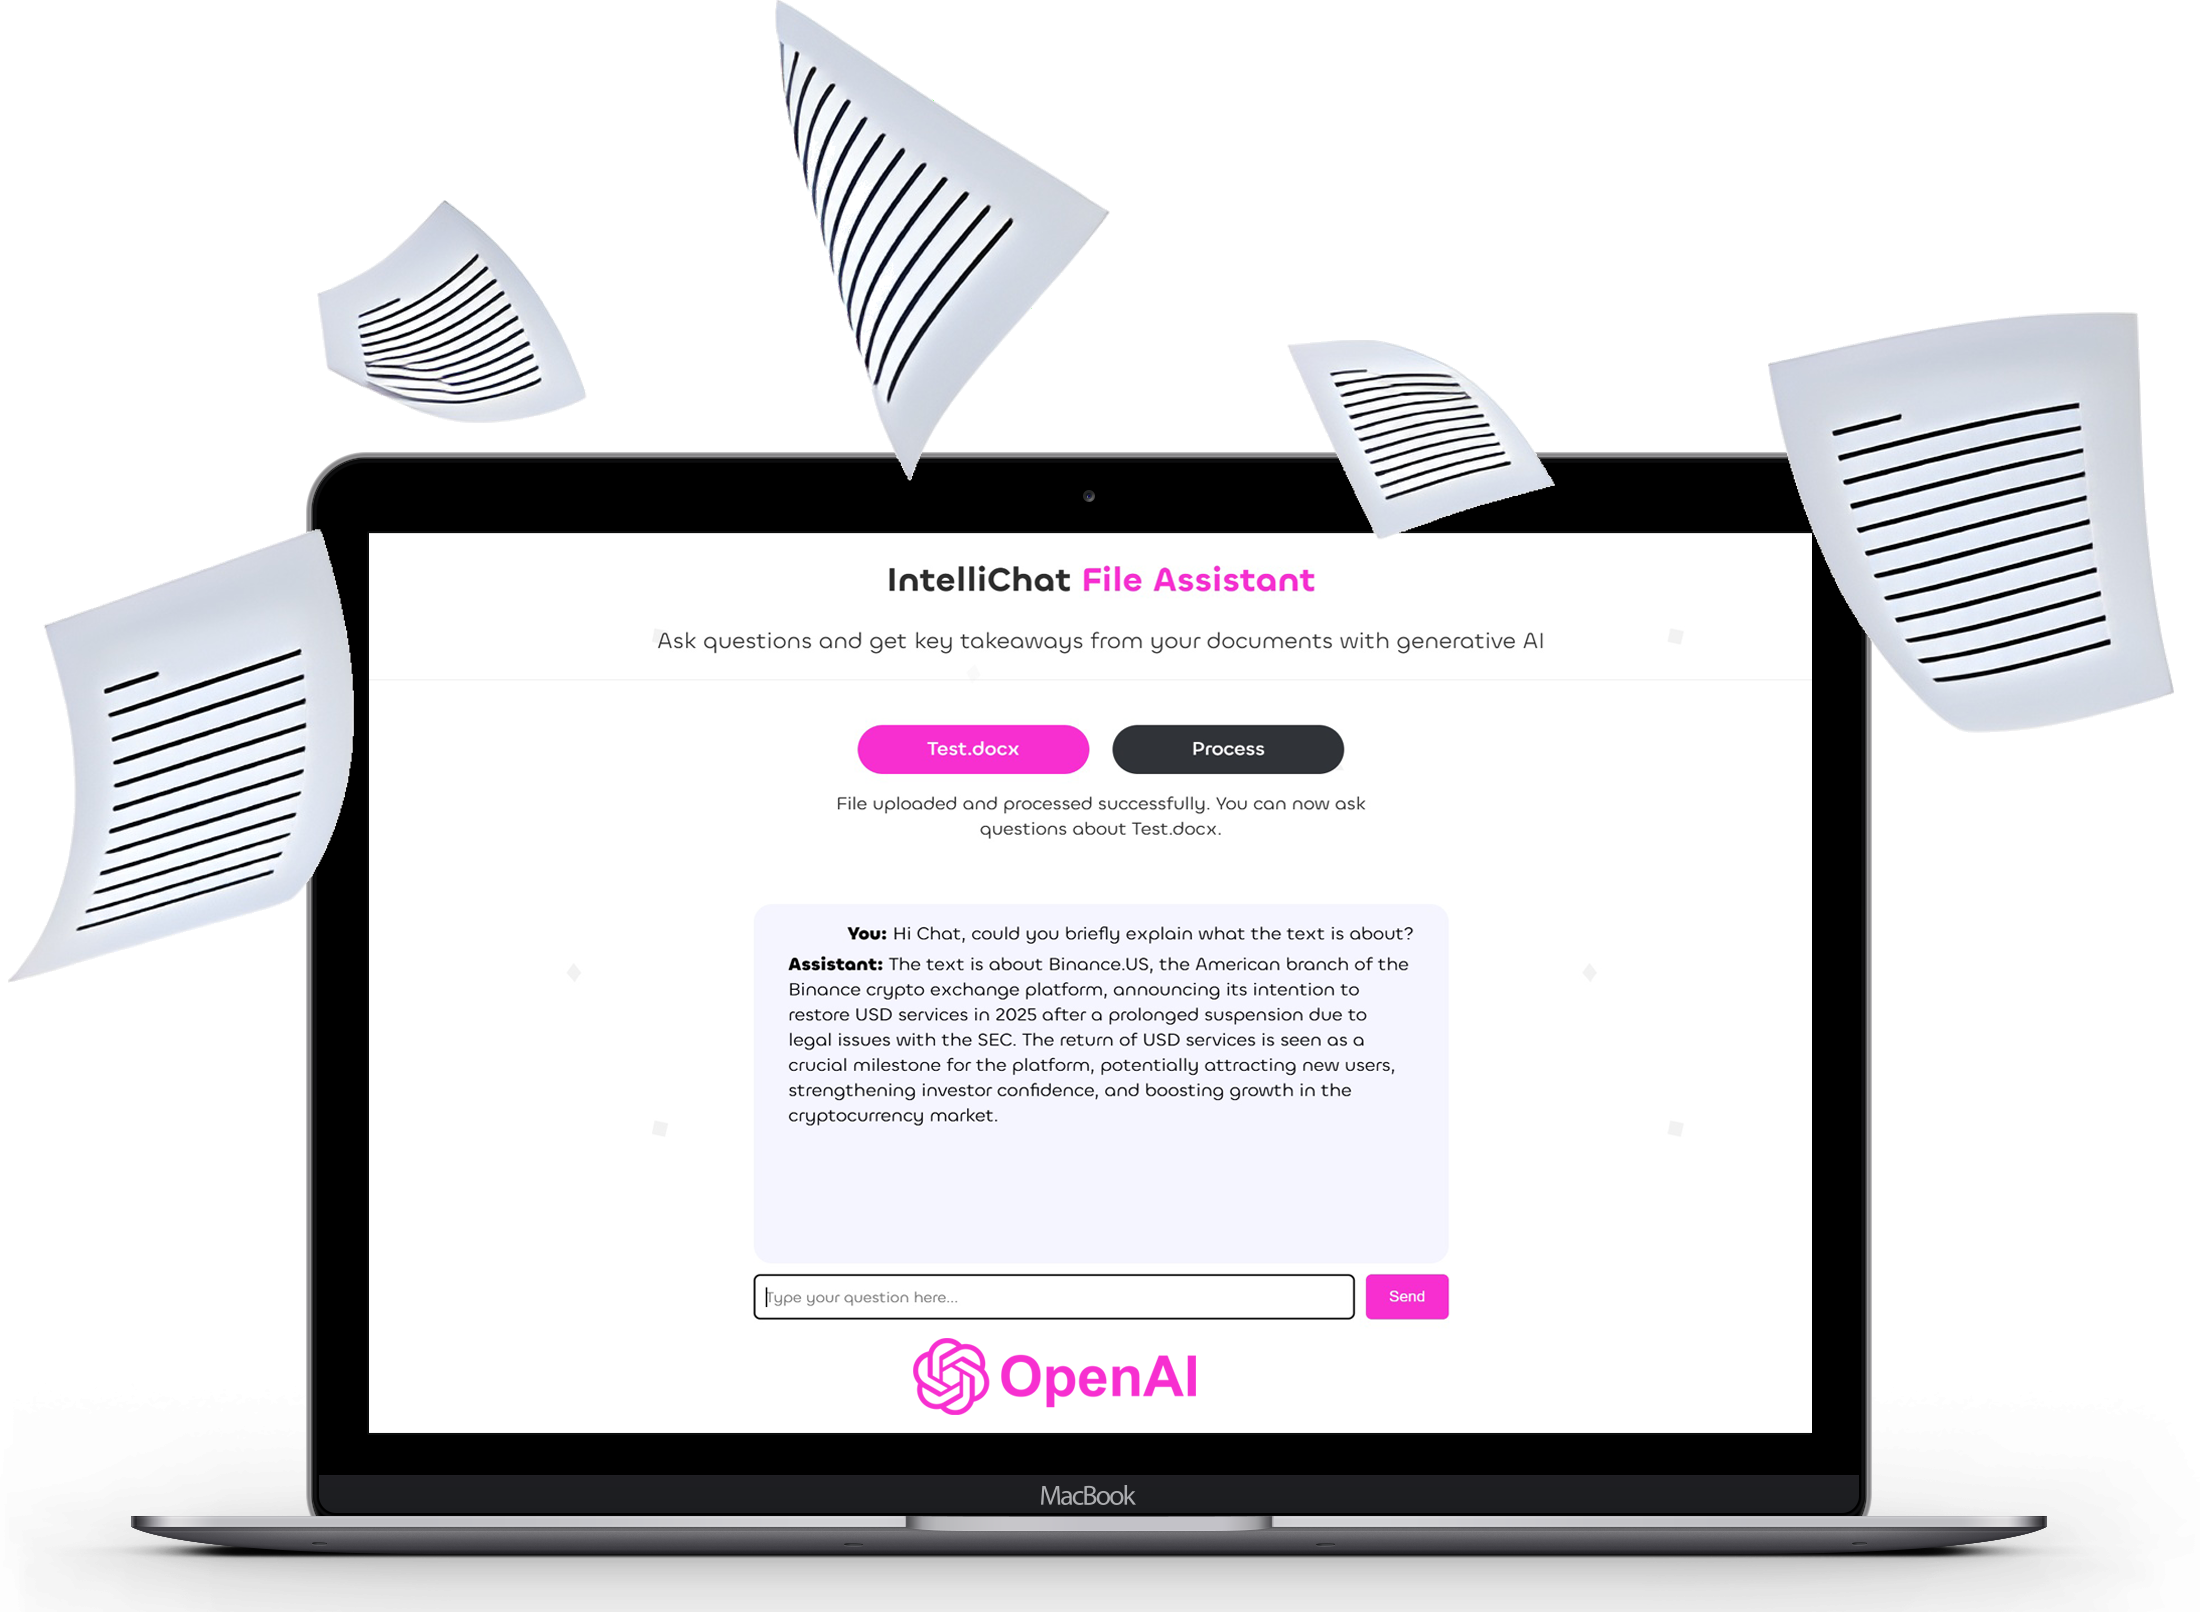 IntelliChat File Assistant
Ask questions and get key takeaways from your documents with generative AI
Test.docx
Process
File uploaded and processed successfully. You can now ask
questions about Test.docx.
You: Hi Chat, could you briefly explain what the text is about?
Assistant: The text is about Binance.US, the American branch of the
Binance crypto exchange platform, announcing its intention to
restore USD services in 2025 after a prolonged suspension due to
legal issues with the SEC. The return of USD services is seen as a
crucial milestone for the platform, potentially attracting new users,
strengthening investor confidence, and boosting growth in the
cryptocurrency market.
Type your question here...
Send
OpenAI
MacBook